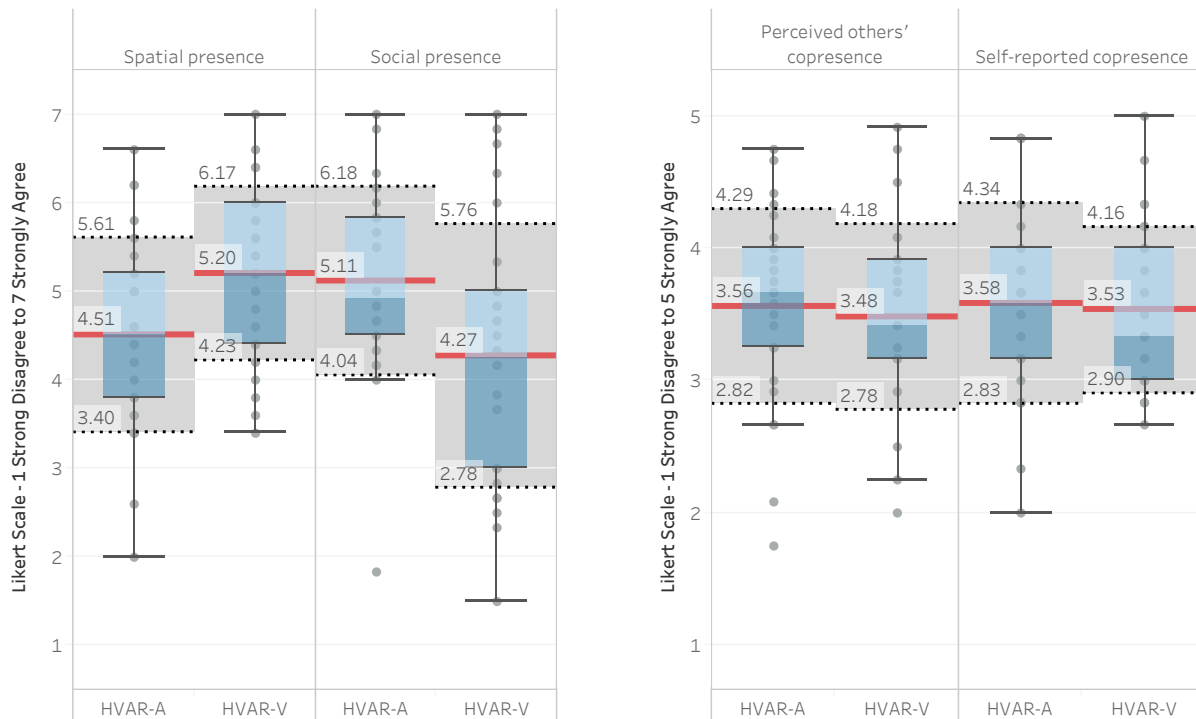 Spatial presence
Social presence
Likert Scale - 1 Strong Disagree to 7 Strongly Agree
7
6
5
4
3
2
1
5.61
4.51
3.40
6.17
5.20
4.23
6.18
5.11
4.04
5.76
4.27
2.78
HVAR-A
HVAR-V
HVAR-A
HVAR-V
Perceived others'
copresence
Self-reported copresence
Likert Scale - 1 Strong Disagree to 5 Strongly Agree
5
4
3
2
1
4.29
3.56
2.82
4.18
3.48
2.78
4.34
3.58
2.83
4.16
3.53
2.90
HVAR-A
HVAR-V
HVAR-A
HVAR-V